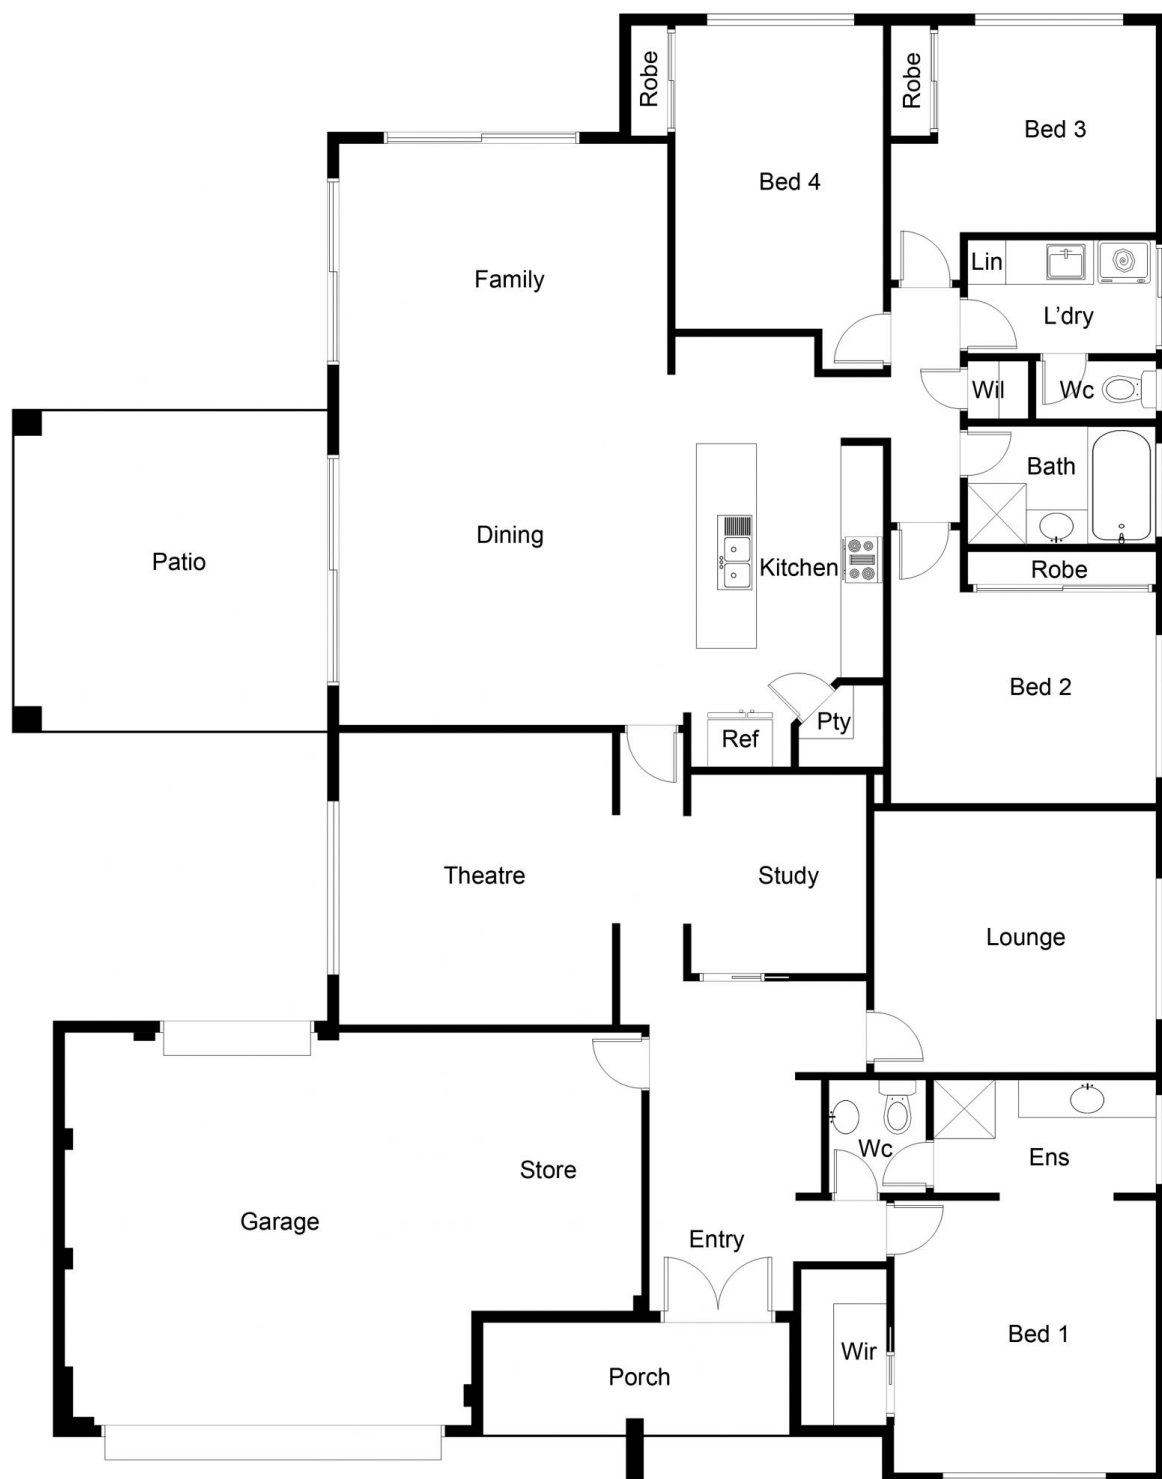 Robe
Robe
Bed 3
Bed 4
Lin
Family
L'dry
Wil
Wc
Bath
Dining
Patio
Kitchen
Robe
Bed 2
Pty
Ref
Theatre
Study
Lounge
Wc
Ens
Store
Garage
Entry
Bed 1
Wir
Porch